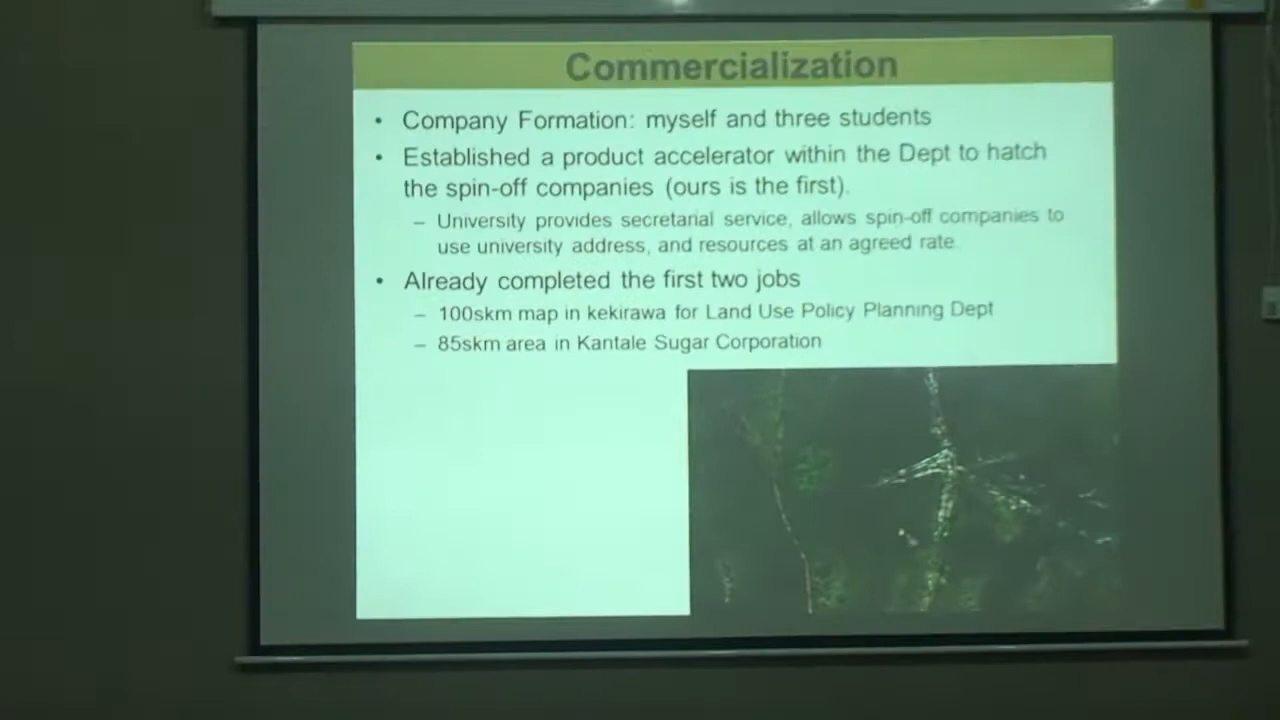 Commercialization
• Company Formation: myself and three students
• Established a product accelerator within the Dept to hatch
the spin-off companies (ours is the first).
– University provides secretarial service, allows spin-off companies to
use university address, and resources at an agreed rate.
• Already completed the first two jobs
– 100skm map in kekirawa for Land Use Policy Planning Dept
– 85skm area in Kantale Sugar Corporation